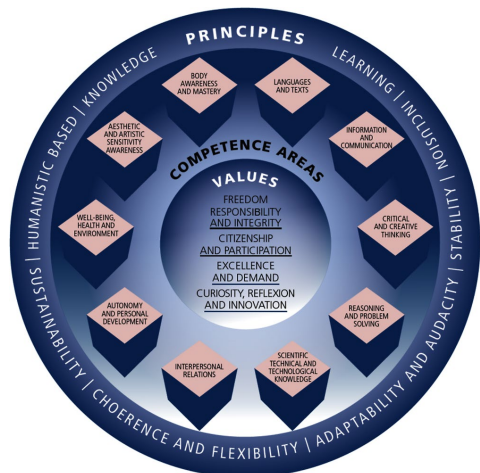 PRINCIPLES
HUMANISTIC BASED | KNOWLEDGE
LEARNING | INCLUSION | STABILITY | ADAPTABILITY AND AUDACITY | CHOERENCE AND FLEXIBILITY | SUSTAINABILITY |
BODY
AWARENESS
AND MASTERY
LANGUAGES
AND TEXTS
AESTHETIC
AND ARTISTIC
SENSITIVITY
AWARENESS
INFORMATION
AND
COMMUNICATION
WELL-BEING,
HEALTH AND
ENVIRONMENT
CRITICAL
AND CREATIVE
THINKING
AUTONOMY
AND PERSONAL
DEVELOPMENT
REASONING
AND PROBLEM
SOLVING
INTERPERSONAL
RELATIONS
SCIENTIFIC
TECHNICAL AND
TECHNOLOGICAL
KNOWLEDGE
COMPETENCE AREAS
VALUES
FREEDOM
RESPONSIBILITY
AND INTEGRITY
CITIZENSHIP
AND PARTICIPATION
EXCELLENCE
AND DEMAND
CURIOSITY, REFLEXION
AND INNOVATION